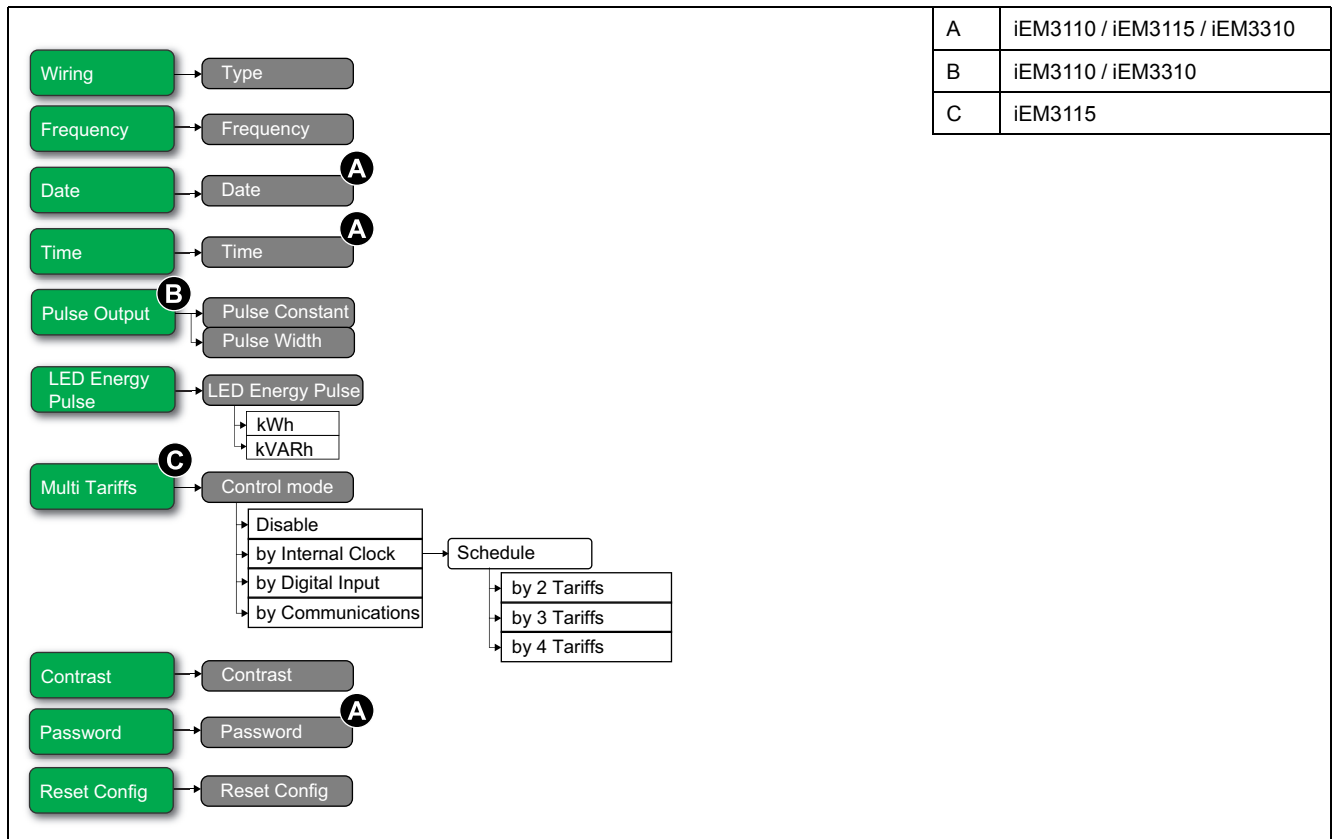 A iEM3110 / iEM3115 / iEM3310
B iEM3110 / iEM3310
C iEM3115
Wiring Type
Frequency Frequency
A
Date Date
A
Time Time
B
Pulse Output Pulse Constant
Pulse Width
LED Energy
Pulse
LED Energy Pulse
kWh
kVARh
C
Multi Tariffs Control mode
Disable
by Internal Clock Schedule
by Digital Input by 2 Tariffs
by Communications by 3 Tariffs
by 4 Tariffs
Contrast Contrast
A
Password Password
Reset Config Reset Config